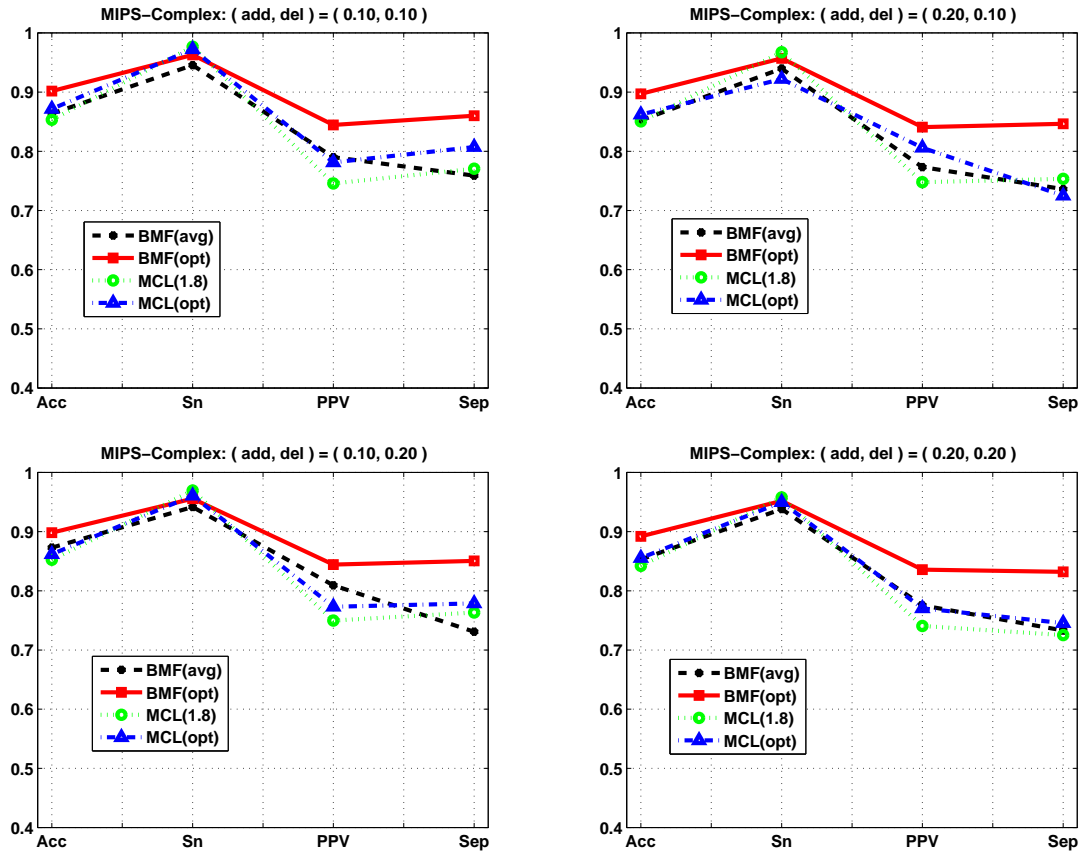 MIPS−Complex: ( add, del ) = ( 0.10, 0.10 )
1
0.9
0.8
0.7
0.6
0.5
0.4
Acc Sn PPV Sep
BMF(avg)
BMF(opt)
MCL(1.8)
MCL(opt)
MIPS−Complex: ( add, del ) = ( 0.20, 0.10 )
1
0.9
0.8
0.7
0.6
0.5
0.4
Acc Sn PPV Sep
BMF(avg)
BMF(opt)
MCL(1.8)
MCL(opt)
MIPS−Complex: ( add, del ) = ( 0.10, 0.20 )
1
0.9
0.8
0.7
0.6
0.5
0.4
Acc Sn PPV Sep
BMF(avg)
BMF(opt)
MCL(1.8)
MCL(opt)
MIPS−Complex: ( add, del ) = ( 0.20, 0.20 )
1
0.9
0.8
0.7
0.6
0.5
0.4
Acc Sn PPV Sep
BMF(avg)
BMF(opt)
MCL(1.8)
MCL(opt)